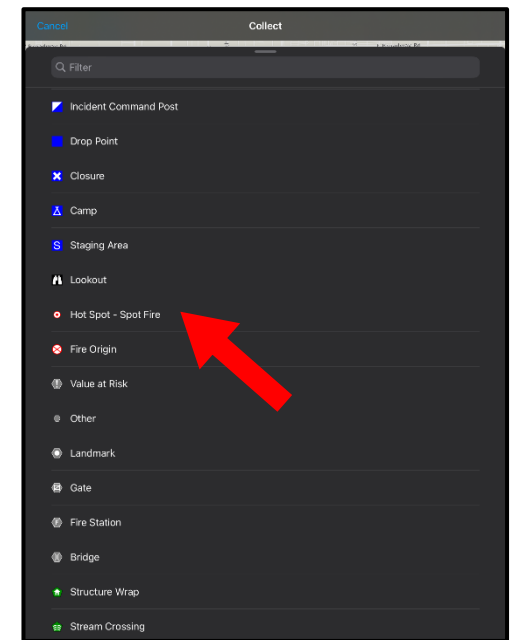 Cancel
Collect
Filter
Incident Command Post
Drop Point
Closure
Camp
S Staging Area
Lookout
Hot Spot - Spot Fire
Fire Origin
Value at Risk
Other
Landmark
Gate
Fire Station
Bridge
Structure Wrap
Stream Crossing